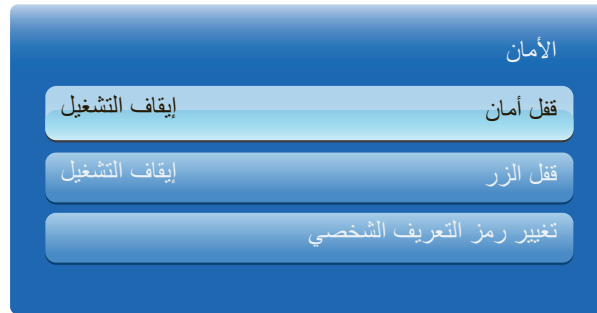 الأمان
قفل أمان إيقاف التشغيل
قفل الزر إيقاف التشغيل
تغيير رمز التعريف الشخصي